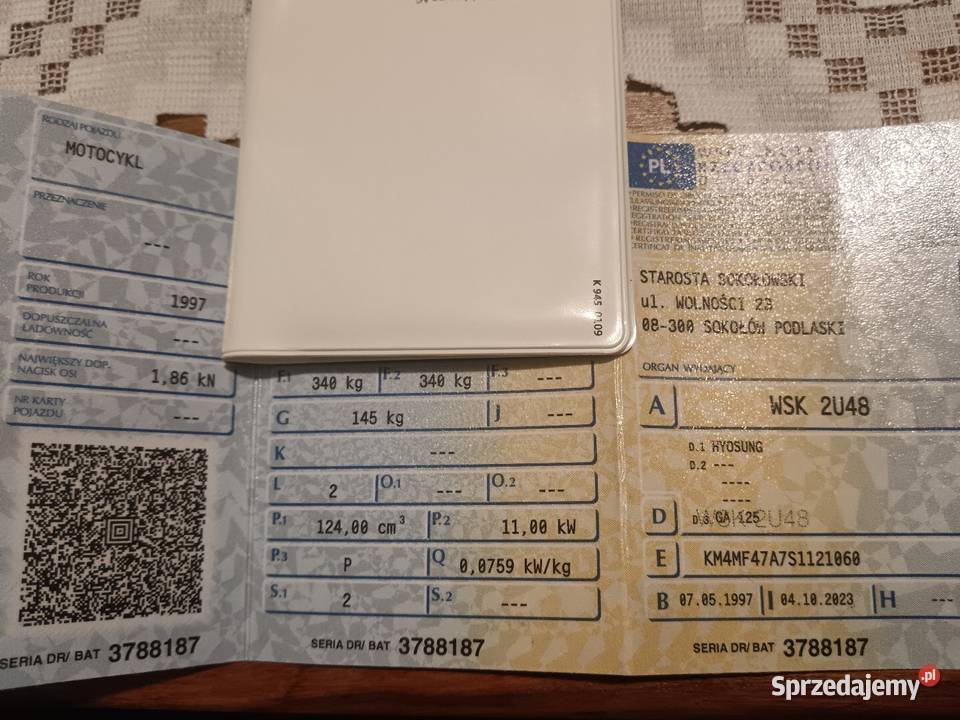 RODZAJ POJAZDU
MOTOCYKL
PRZEZNACZENIE
---
ROK
PRODUKCJI
1997
DOPUSZCZALNA
ŁADOWNOŚĆ
---
NAJWIĘKSZY DOP.
NACISK OSI
1,86 kN
NR KARTY
POJAZDU
---
SERIA DR/ BAT 3788187
K 945 0109
F.1 340 kg F.2 340 kg F.3 ---
G 145 kg J ---
K ---
L 2 O.1 --- O.2 ---
P.1 124,00 cm³ P.2 11,00 kW
P.3 P Q 0,0759 kW/kg
S.1 2 S.2 ---
SERIA DR/ BAT 3788187
PL
STAROSTA SOKOŁOWSKI
ul. WOLNOŚCI 23
08-300 SOKOŁÓW PODLASKI
ORGAN WYDAJĄCY
A WSK 2U48
D.1 HYOSUNG
D.2 ---
----
----
D D.3 GA 125
WSK 2U48
E KM4MF47A7S1121060
B 07.05.1997 I 04.10.2023 H ---
SERIA DR/ BAT 3788187
Sprzedajemy.pl